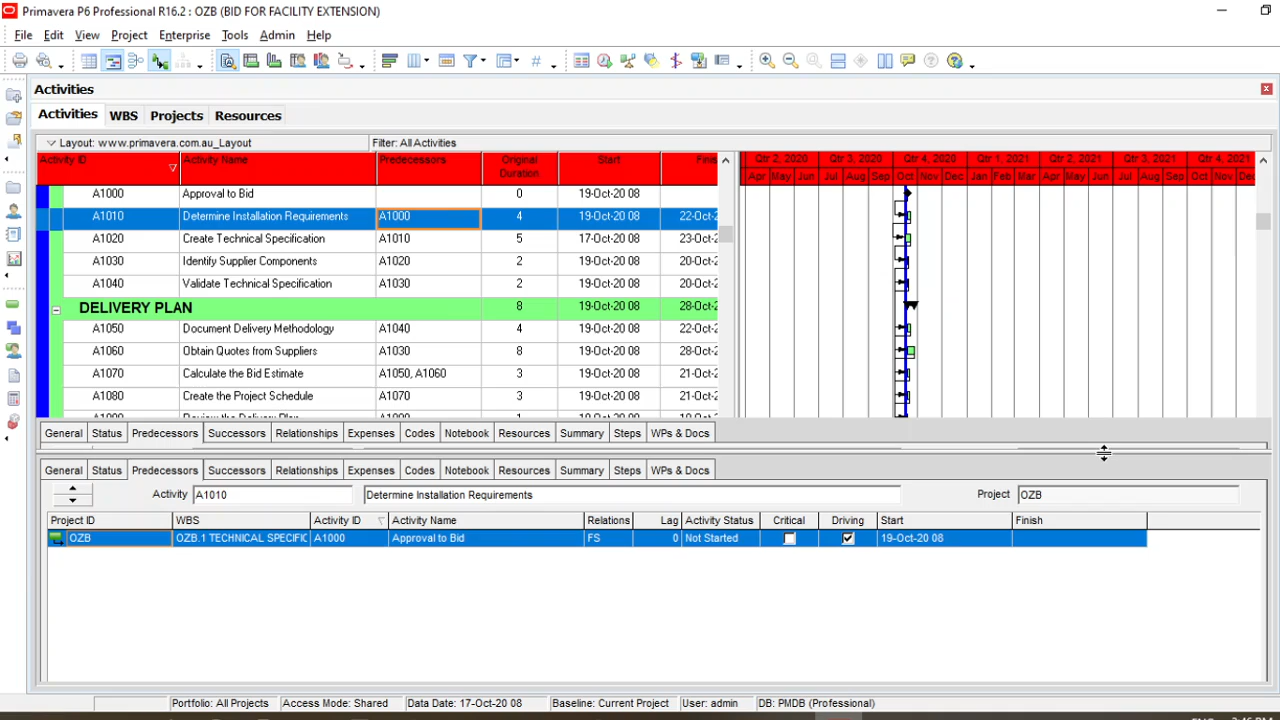 Primavera P6 Professional R16.2 : OZB (BID FOR FACILITY EXTENSION)
File Edit View Project Enterprise Tools Admin Help
Activities
Activities WBS Projects Resources
Layout: www.primavera.com.au_Layout Filter: All Activities
Activity ID Activity Name Predecessors Original Duration Start
Qtr 2, 2020 Qtr 3, 2020 Qtr 4, 2020 Qtr 1, 2021 Qtr 2, 2021 Qtr 3, 2021 Qtr 4, 2021
Apr May Jun Jul Aug Sep Oct Nov Dec Jan Feb Mar Apr May Jun Jul Aug Sep Oct Nov Dec
A1000 Approval to Bid 0 19-Oct-20 08
A1010 Determine Installation Requirements A1000 4 19-Oct-20 08 22-Oct-2
A1020 Create Technical Specification A1010 5 17-Oct-20 08 23-Oct-2
A1030 Identify Supplier Components A1020 2 19-Oct-20 08 20-Oct-2
A1040 Validate Technical Specification A1030 2 19-Oct-20 08 20-Oct-2
DELIVERY PLAN 8 19-Oct-20 08 28-Oct-2
A1050 Document Delivery Methodology A1040 4 19-Oct-20 08 22-Oct-2
A1060 Obtain Quotes from Suppliers A1030 8 19-Oct-20 08 28-Oct-2
A1070 Calculate the Bid Estimate A1050, A1060 3 19-Oct-20 08 21-Oct-2
A1080 Create the Project Schedule A1070 3 19-Oct-20 08 21-Oct-2
General Status Predecessors Successors Relationships Expenses Codes Notebook Resources Summary Steps WPs & Docs
General Status Predecessors Successors Relationships Expenses Codes Notebook Resources Summary Steps WPs & Docs
Activity A1010 Determine Installation Requirements Project OZB
Project ID WBS Activity ID Activity Name Relations Lag Activity Status Critical Driving Start Finish
OZB OZB.1 TECHNICAL SPECIFIC A1000 Approval to Bid FS 0 Not Started 19-Oct-20 08
Portfolio: All Projects Access Mode: Shared Data Date: 17-Oct-20 08 Baseline: Current Project User: admin DB: PMDB (Professional)